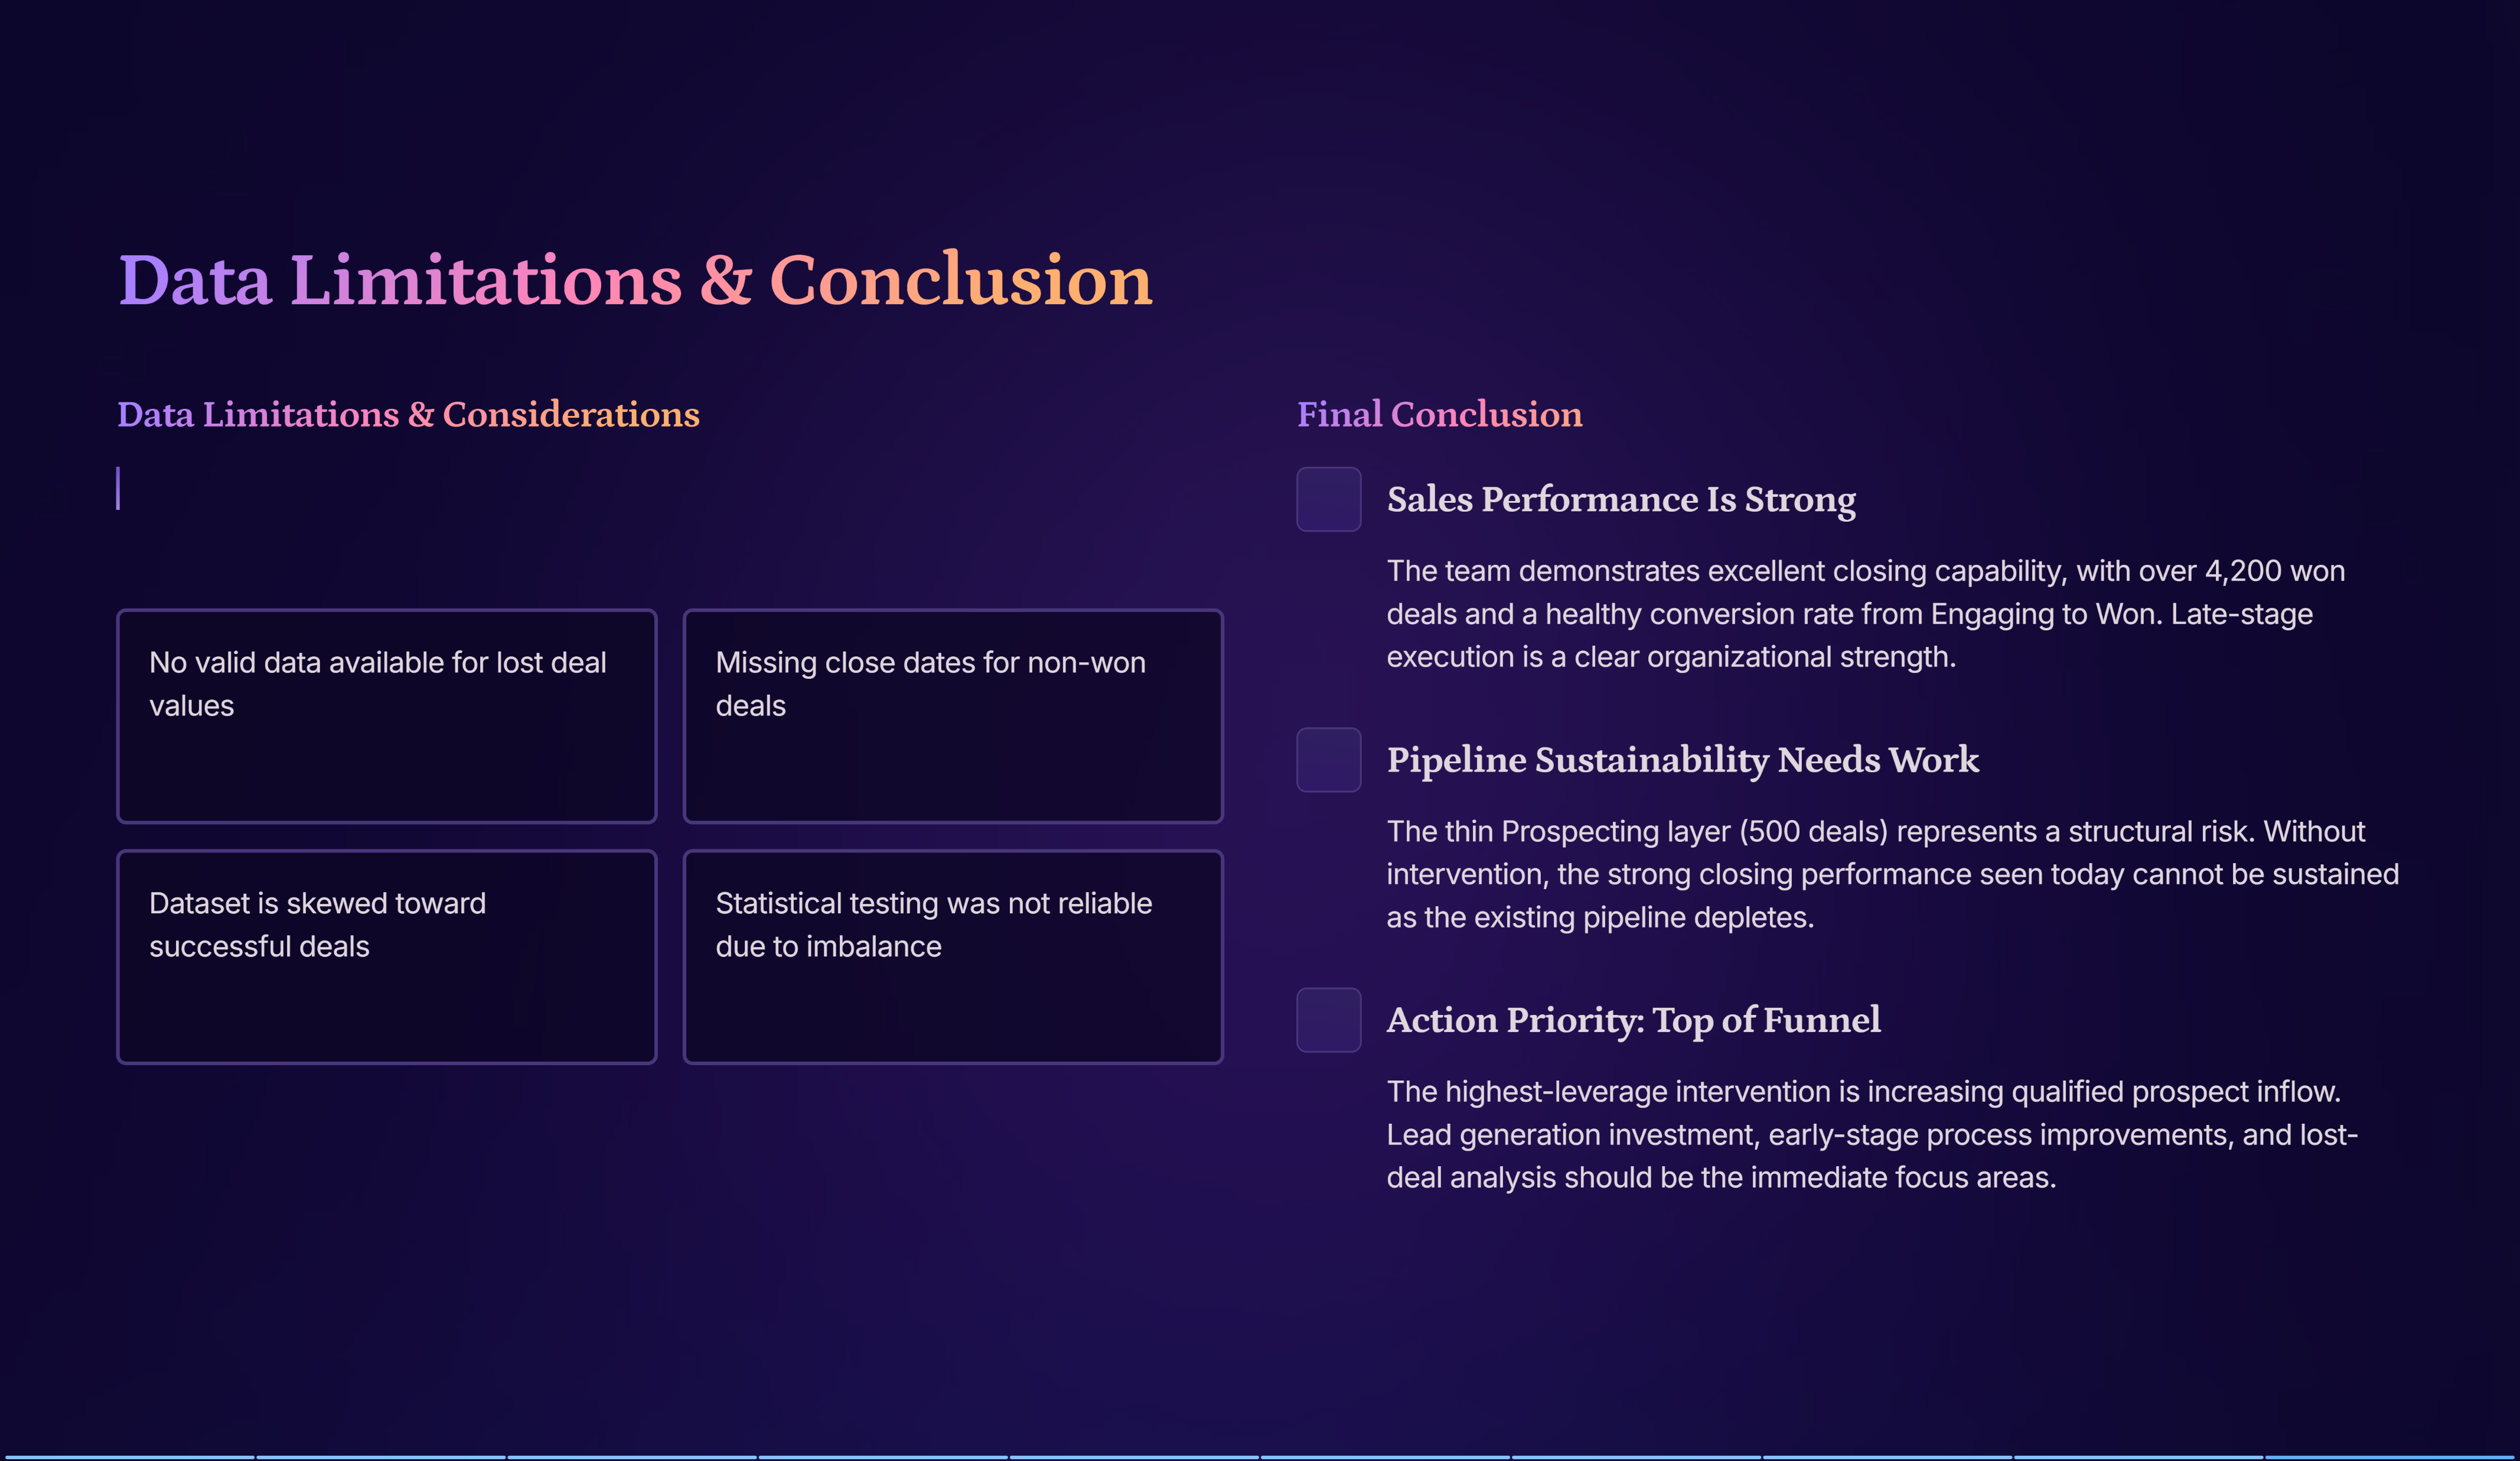 Data Limitations & Conclusion
Data Limitations & Considerations
No valid data available for lost deal
values
Missing close dates for non-won
deals
Dataset is skewed toward
successful deals
Statistical testing was not reliable
due to imbalance
Final Conclusion
Sales Performance Is Strong
The team demonstrates excellent closing capability, with over 4,200 won
deals and a healthy conversion rate from Engaging to Won. Late-stage
execution is a clear organizational strength.
Pipeline Sustainability Needs Work
The thin Prospecting layer (500 deals) represents a structural risk. Without
intervention, the strong closing performance seen today cannot be sustained
as the existing pipeline depletes.
Action Priority: Top of Funnel
The highest-leverage intervention is increasing qualified prospect inflow.
Lead generation investment, early-stage process improvements, and lost-
deal analysis should be the immediate focus areas.